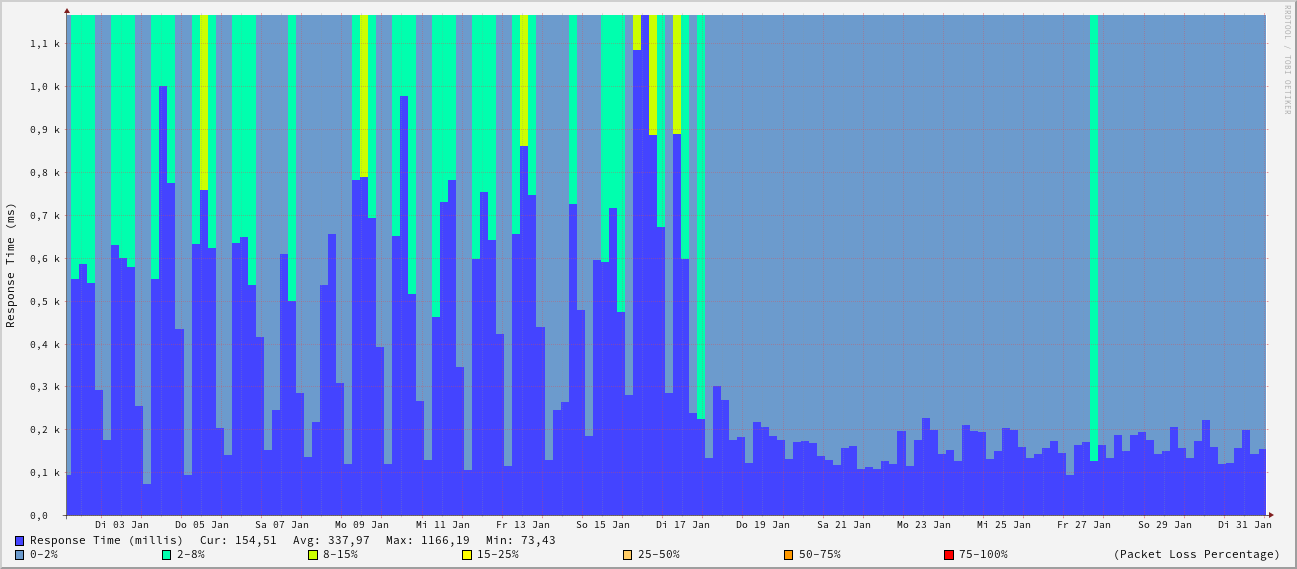 RRDTOOL / TOBI OETIKER
Response Time (ms)
1,1 k
1,0 k
0,9 k
0,8 k
0,7 k
0,6 k
0,5 k
0,4 k
0,3 k
0,2 k
0,1 k
0,0
Di 03 Jan Do 05 Jan Sa 07 Jan Mo 09 Jan Mi 11 Jan Fr 13 Jan So 15 Jan Di 17 Jan Do 19 Jan Sa 21 Jan Mo 23 Jan Mi 25 Jan Fr 27 Jan So 29 Jan Di 31 Jan
Response Time (millis) Cur: 154,51 Avg: 337,97 Max: 1166,19 Min: 73,43
0-2% 2-8% 8-15% 15-25% 25-50% 50-75% 75-100% (Packet Loss Percentage)